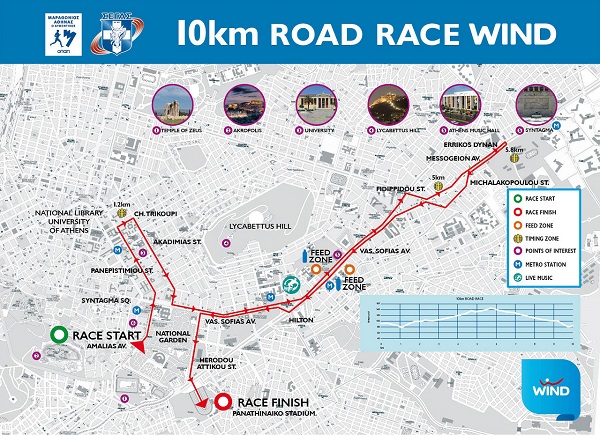 ΜΑΡΑΘΩΝΙΟΣ
ΑΘΗΝΑΣ
οπαπ
ΣΕΓΑΣ
10km ROAD RACE WIND
1 TEMPLE OF ZEUS
AKROPOLIS
UNIVERSITY
LYCABETTUS HILL
ATHENS MUSIC HALL
SYNTAGMA
M
ERRIKOS DYNAN
5.8km
MESSOGEION AV.
5km
MICHALAKOPOULOU ST.
FIDIPPIDOU ST.
1.2km
CH.TRIKOUPI
NATIONAL LIBRARY
UNIVERSITY
OF ATHENS
LYCABETTUS HILL
AKADIMIAS ST.
M
PANEPISTIMIOU ST.
VAS. SOFIAS AV.
FEED
ZONE
FEED
ZONE
M
SYNTAGMA SQ.
M
M
VAS. SOFIAS AV.
HILTON
RACE START
AMALIAS AV.
NATIONAL
GARDEN
HERODOU
ATTIKOU ST.
RACE FINISH
PANATHINAIKO STADIUM.
RACE START
RACE FINISH
FEED ZONE
TIMING ZONE
POINTS OF INTEREST
M METRO STATION
LIVE MUSIC
10km ROAD RACE
WIND